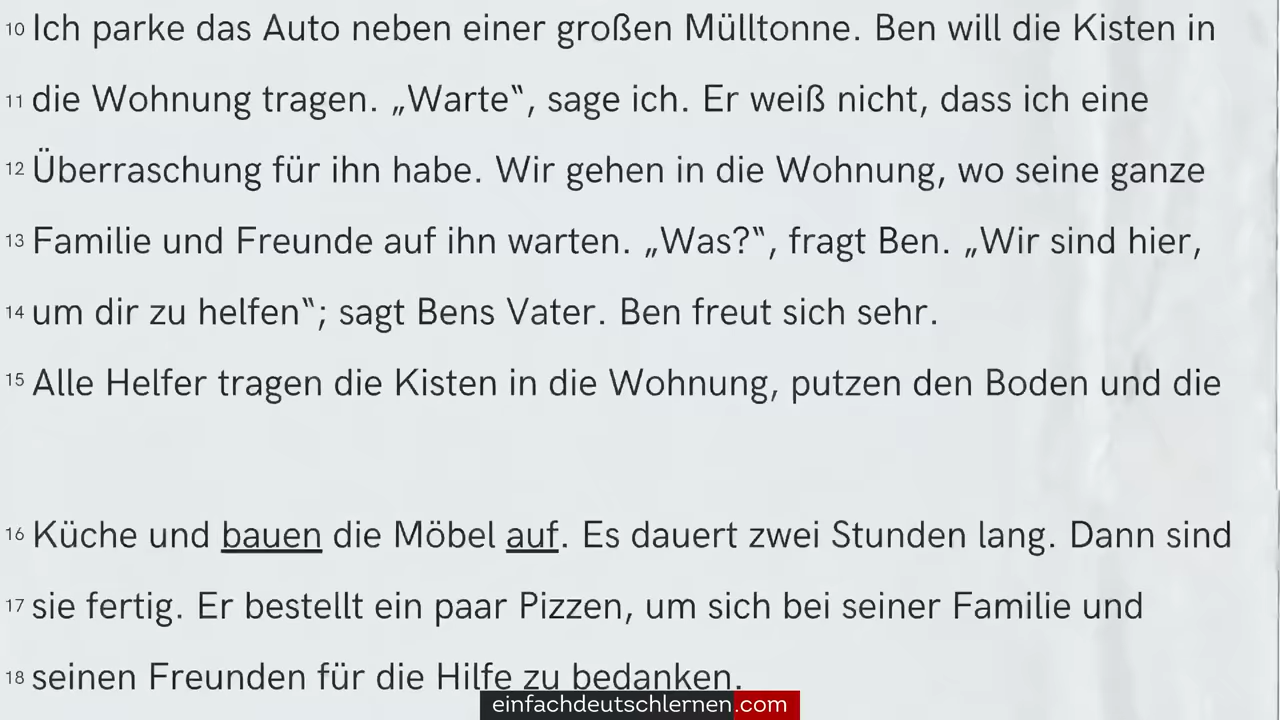 10 Ich parke das Auto neben einer großen Mülltonne. Ben will die Kisten in
11 die Wohnung tragen. „Warte‟, sage ich. Er weiß nicht, dass ich eine
12 Überraschung für ihn habe. Wir gehen in die Wohnung, wo seine ganze
13 Familie und Freunde auf ihn warten. „Was?‟, fragt Ben. „Wir sind hier,
14 um dir zu helfen‟; sagt Bens Vater. Ben freut sich sehr.
15 Alle Helfer tragen die Kisten in die Wohnung, putzen den Boden und die
16 Küche und bauen die Möbel auf. Es dauert zwei Stunden lang. Dann sind
17 sie fertig. Er bestellt ein paar Pizzen, um sich bei seiner Familie und
18 seinen Freunden für die Hilfe zu bedanken.
einfachdeutschlernen.com